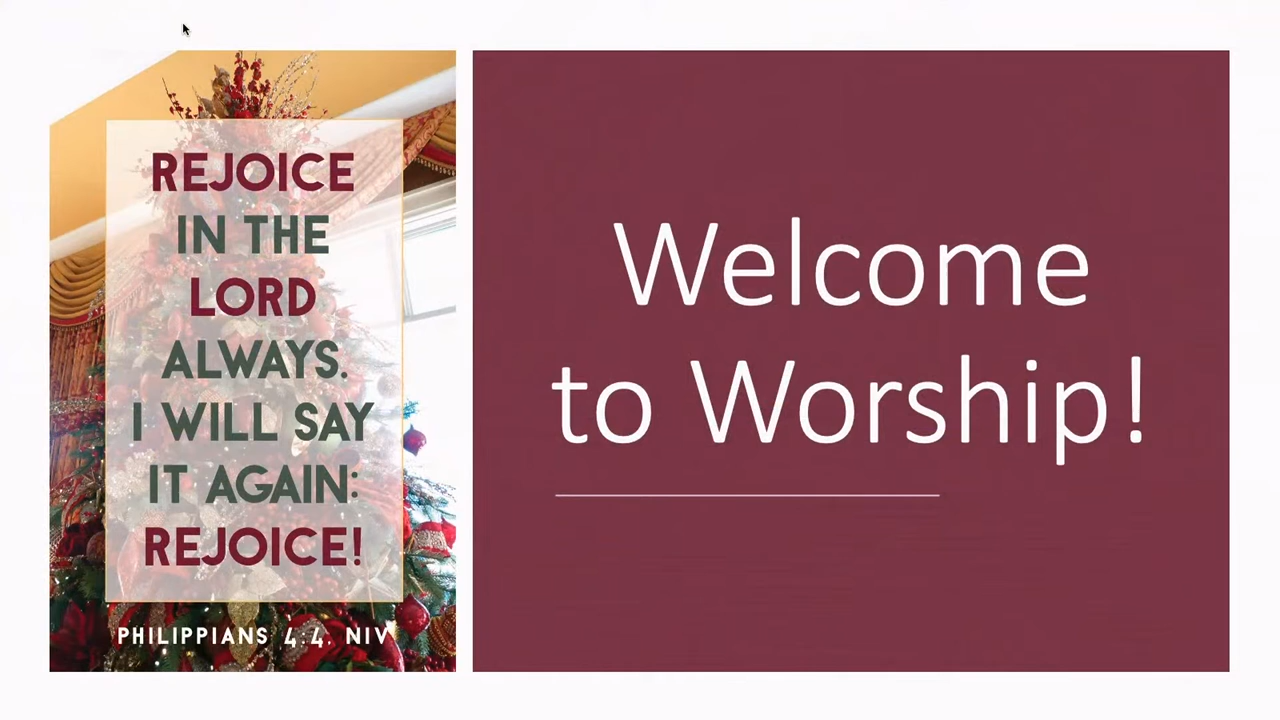 REJOICE
IN THE
LORD
ALWAYS.
I WILL SAY
IT AGAIN:
REJOICE!
PHILIPPIANS 4:4, NIV
Welcome
to Worship!